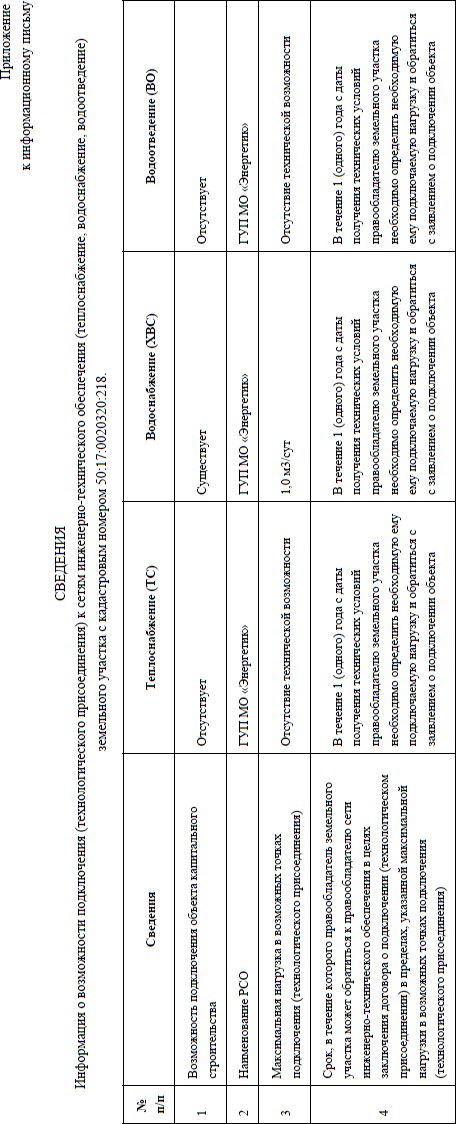 Приложение
к информационному письму
СВЕДЕНИЯ
Информация о возможности подключения (технологического присоединения) к сетям инженерно-технического обеспечения (теплоснабжение, водоснабжение, водоотведение)
земельного участка с кадастровым номером 50:17:0020320:218.
№
п/п
Сведения
Теплоснабжение (ТС)
Водоснабжение (ХВС)
Водоотведение (ВО)
1
Возможность подключения объекта капитального
строительства
Отсутствует
Существует
Отсутствует
2
Наименование РСО
ГУП МО «Энергетик»
ГУП МО «Энергетик»
ГУП МО «Энергетик»
3
Максимальная нагрузка в возможных точках
подключения (технологического присоединения)
Отсутствие технической возможности
1,0 м3/сут
Отсутствие технической возможности
4
Срок, в течение которого правообладатель земельного
участка может обратиться к правообладателю сети
инженерно-технического обеспечения в целях
заключения договора о подключении (технологическом
присоединении) в пределах, указанной максимальной
нагрузки в возможных точках подключения
(технологического присоединения)
В течение 1 (одного) года с даты
получения технических условий
правообладателю земельного участка
необходимо определить необходимую ему
подключаемую нагрузку и обратиться с
заявлением о подключении объекта
В течение 1 (одного) года с даты
получения технических условий
правообладателю земельного участка
необходимо определить необходимую
ему подключаемую нагрузку и обратиться
с заявлением о подключении объекта
В течение 1 (одного) года с даты
получения технических условий
правообладателю земельного участка
необходимо определить необходимую
ему подключаемую нагрузку и обратиться
с заявлением о подключении объекта